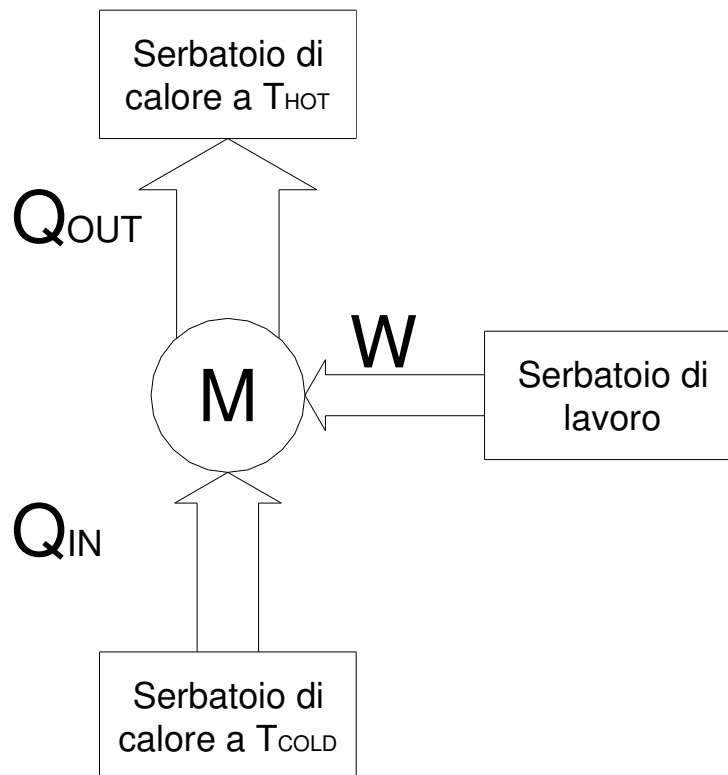 Serbatoio di
calore a THOT
QOUT
W
M
Serbatoio di
lavoro
QIN
Serbatoio di
calore a TCOLD